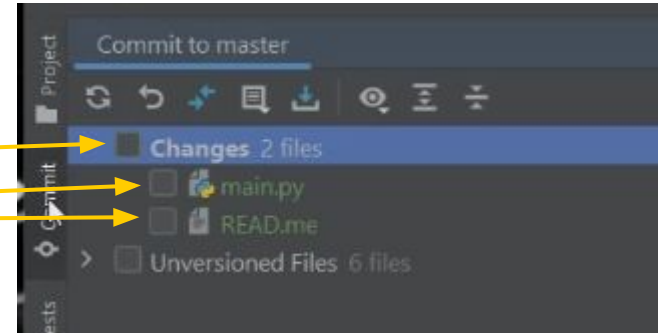 Project
Commit to master
Changes 2 files
Commit
main.py
READ.me
Unversioned Files 6 files
ests